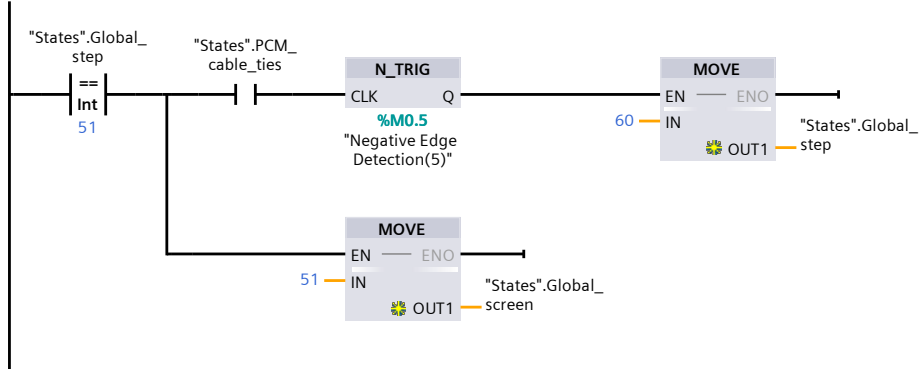 "States".Global_
step
==
Int
51
"States".PCM_
cable_ties
N_TRIG
CLK Q
%M0.5
"Negative Edge
Detection(5)"
MOVE
EN ENO
60 IN
OUT1
"States".Global_
step
MOVE
EN ENO
51 IN
OUT1
"States".Global_
screen